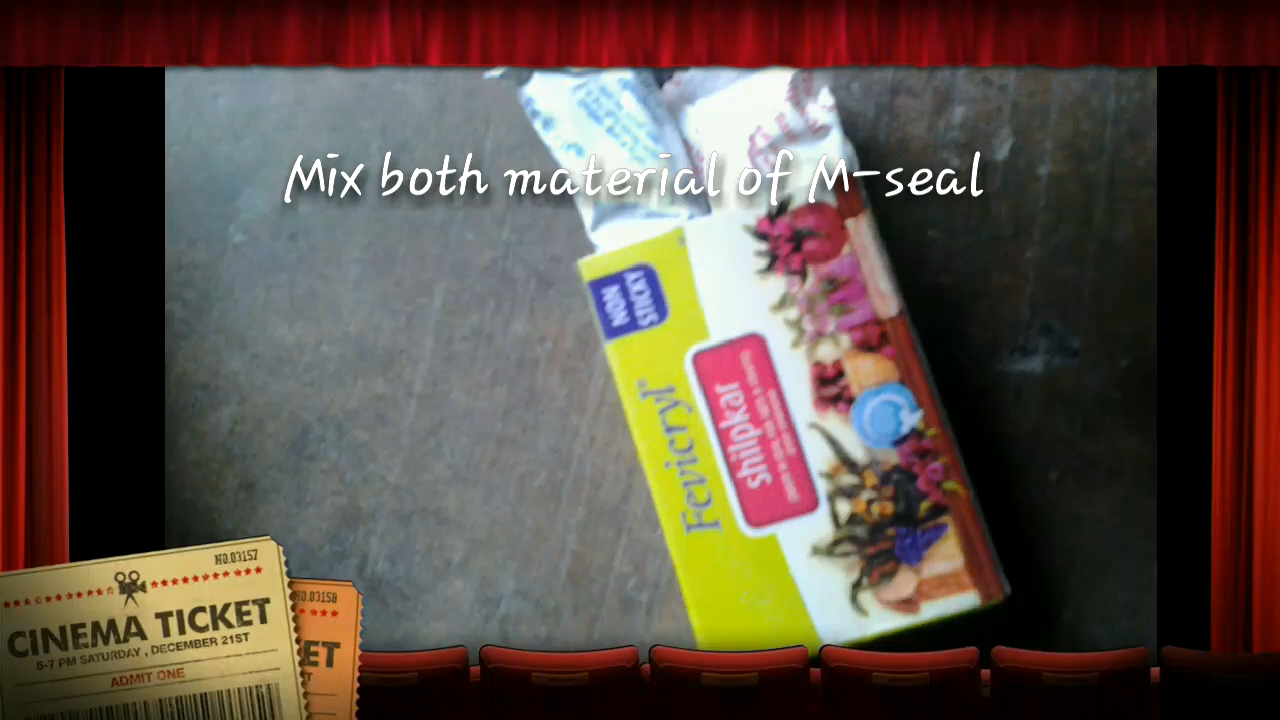 Mix both material of M-seal
NON
STICKY
Fevicryl
shilpkar
NO.03157
CINEMA TICKET
5-7 PM SATURDAY, DECEMBER 21ST
ADMIT ONE
NO.03158
ET